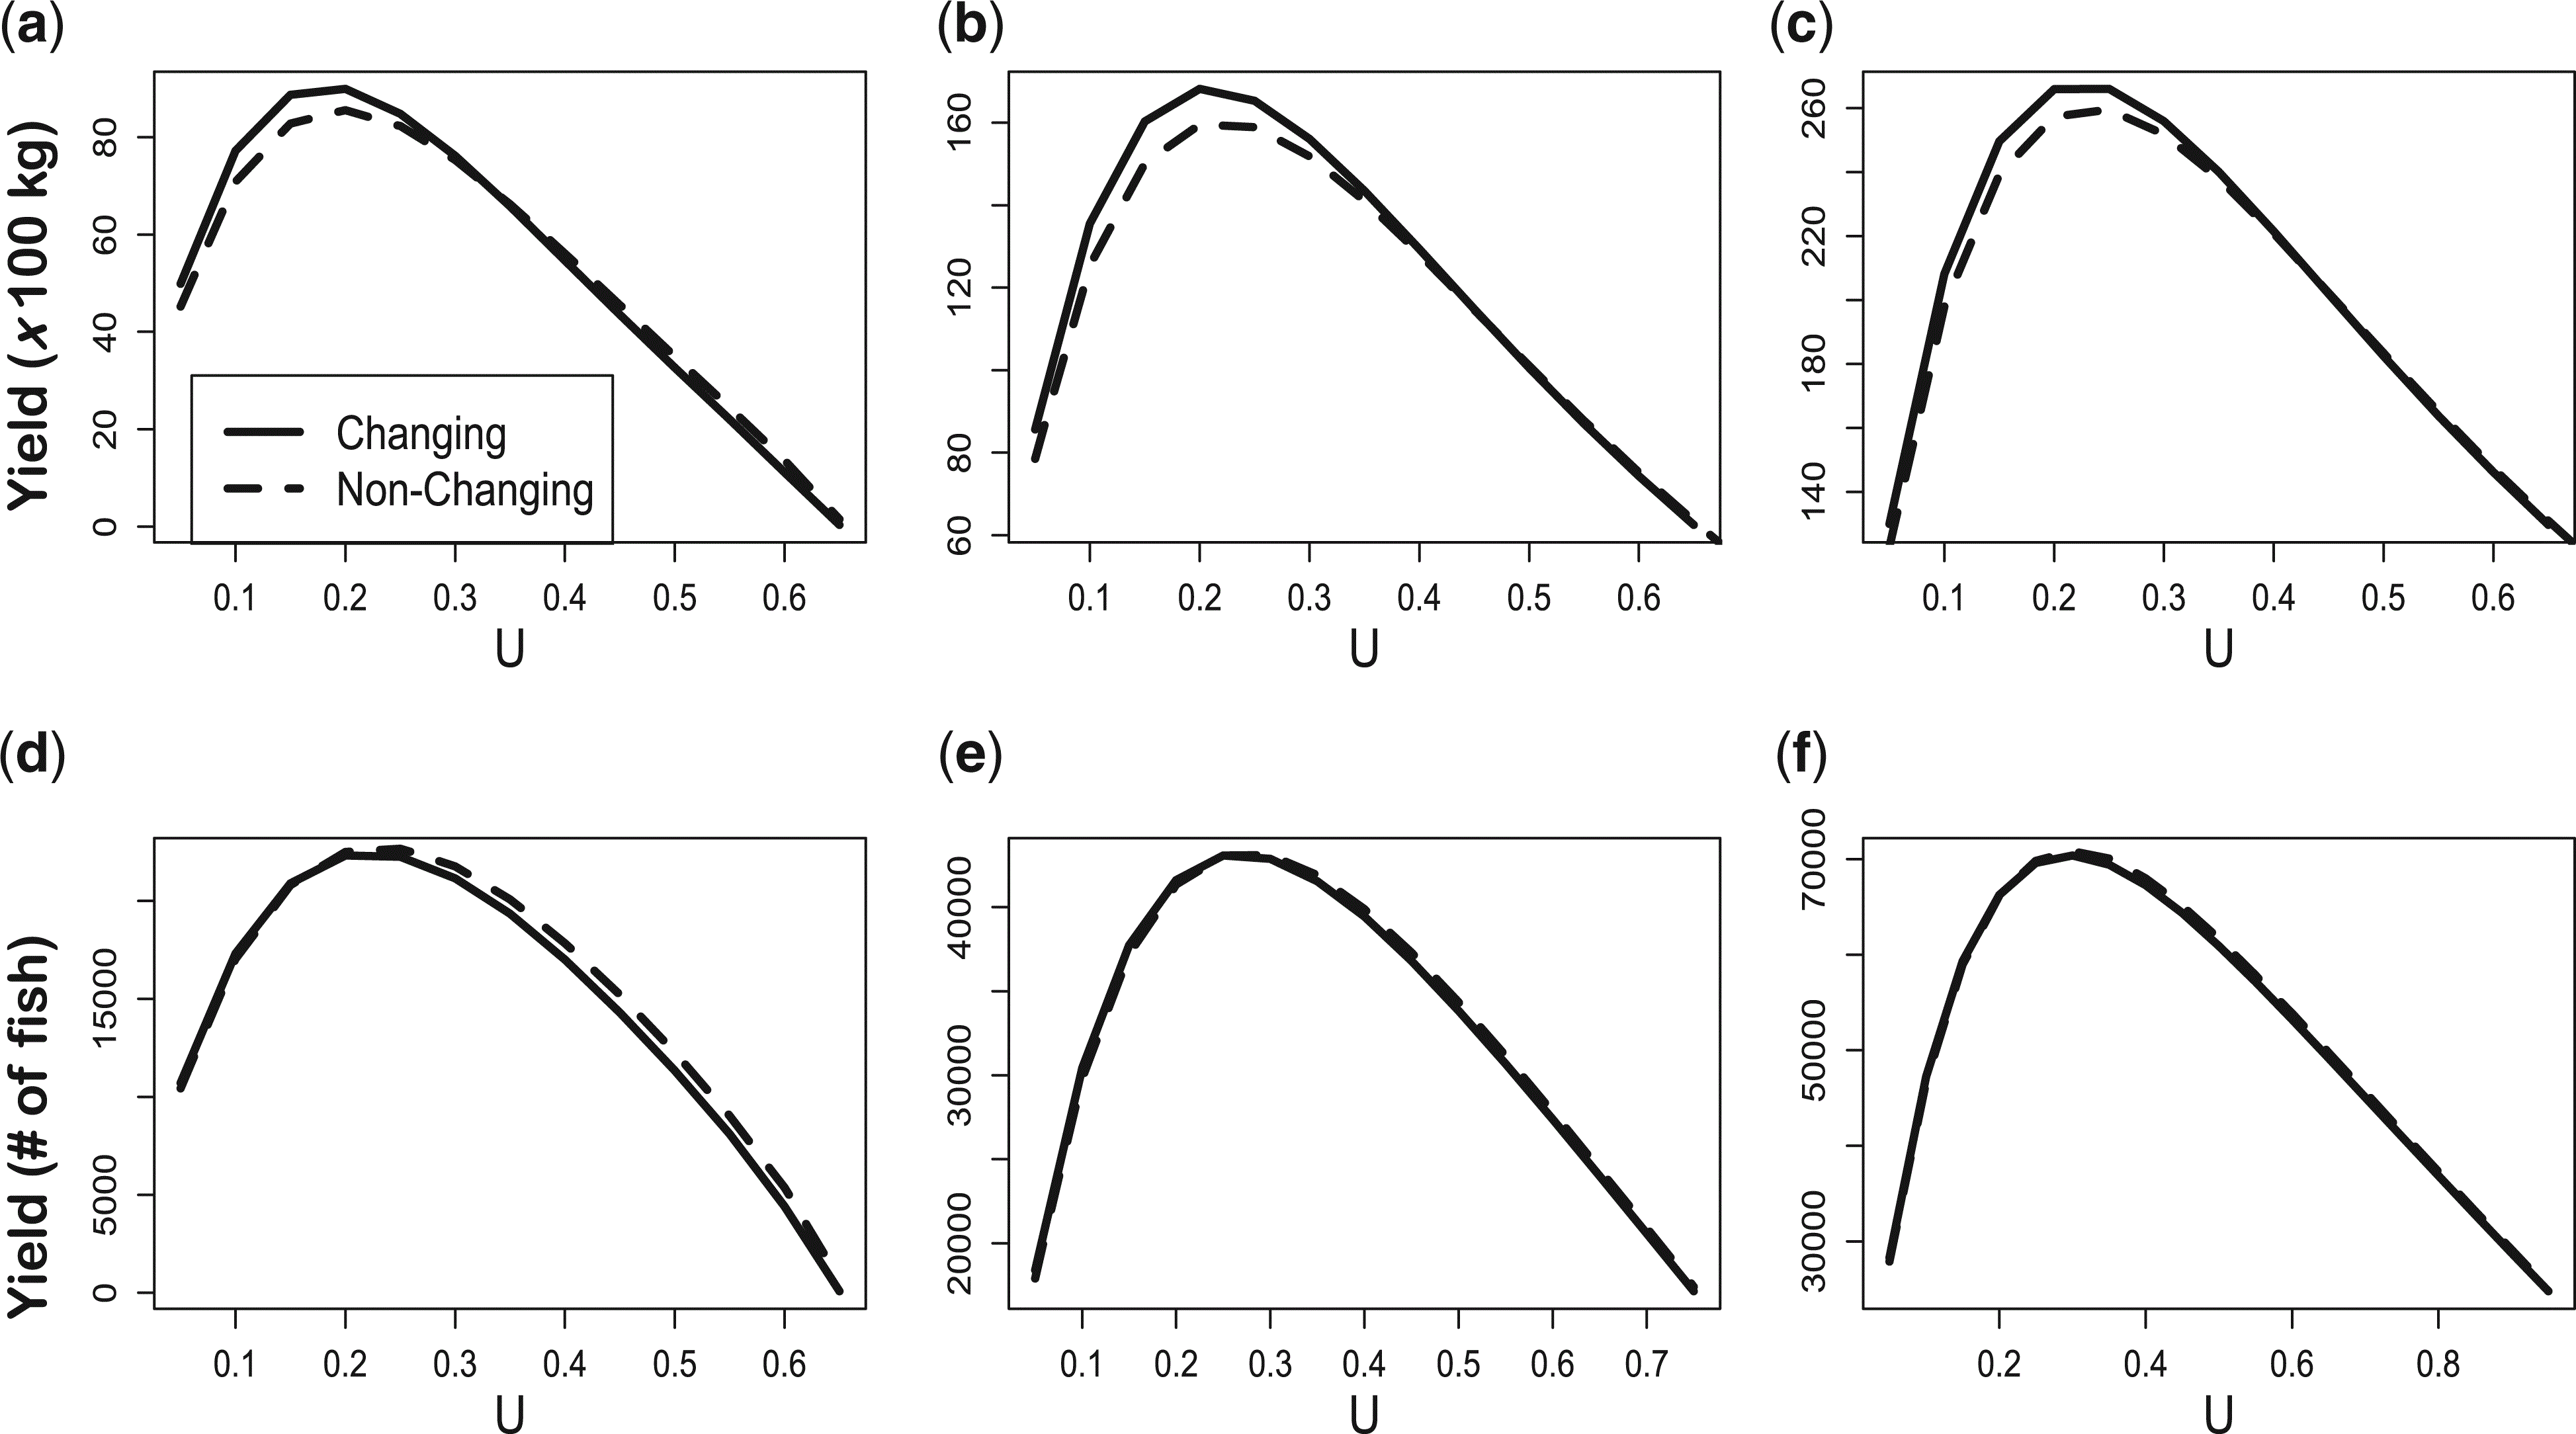 (a)
(b)
(c)
Yield (x100 kg)
0
20
40
60
80
Changing
Non-Changing
0.1 0.2 0.3 0.4 0.5 0.6
U
60
80
120
160
0.1 0.2 0.3 0.4 0.5 0.6
U
140
180
220
260
0.1 0.2 0.3 0.4 0.5 0.6
U
(d)
(e)
(f)
Yield (# of fish)
0
5000
15000
0.1 0.2 0.3 0.4 0.5 0.6
U
20000
30000
40000
0.1 0.2 0.3 0.4 0.5 0.6 0.7
U
30000
50000
70000
0.2 0.4 0.6 0.8
U